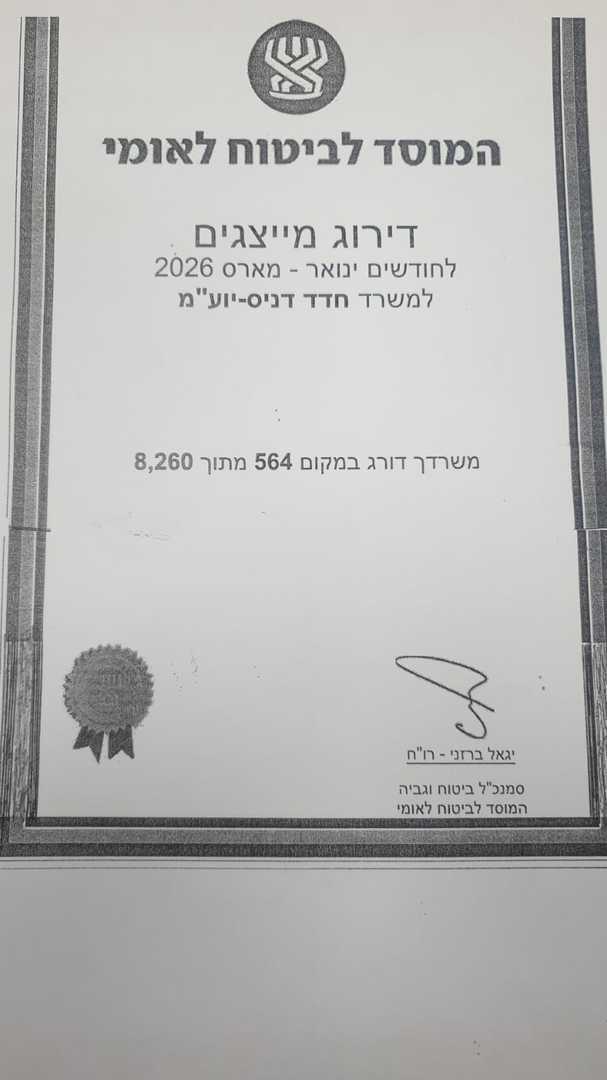 המוסד לביטוח לאומי
דירוג מייצגים
לחודשים ינואר - מארס 2026
למשרד חדד דניס-יוע"מ
משרדך דורג במקום 564 מתוך 8,260
יגאל ברזני - רו"ח
סמנכ"ל ביטוח וגביה
המוסד לביטוח לאומי